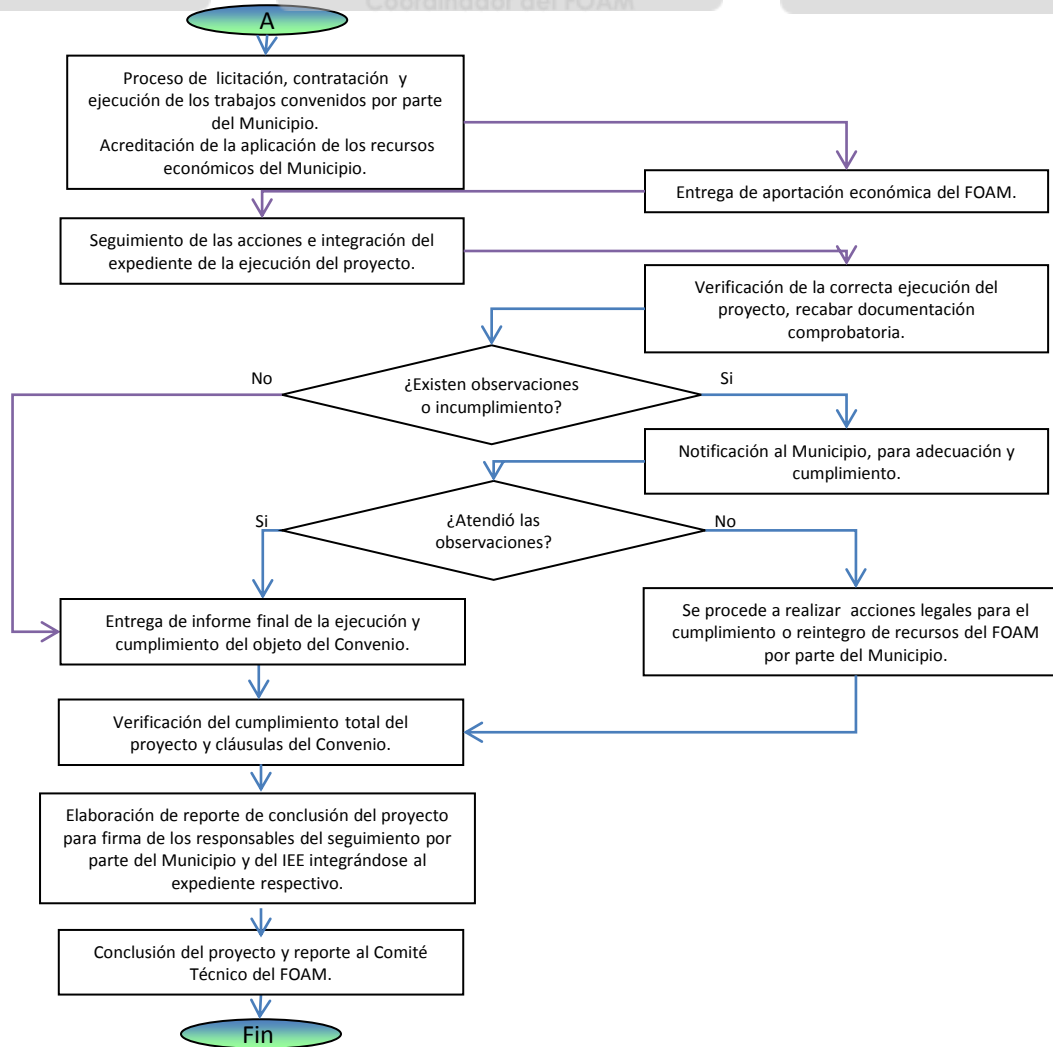 Coordinador del FOAM
A
Proceso de licitación, contratación y
ejecución de los trabajos convenidos por parte
del Municipio.
Acreditación de la aplicación de los recursos
económicos del Municipio.
Entrega de aportación económica del FOAM.
Seguimiento de las acciones e integración del
expediente de la ejecución del proyecto.
Verificación de la correcta ejecución del
proyecto, recabar documentación
comprobatoria.
No
¿Existen observaciones
o incumplimiento?
Si
Notificación al Municipio, para adecuación y
cumplimiento.
Si
¿Atendió las
observaciones?
No
Entrega de informe final de la ejecución y
cumplimiento del objeto del Convenio.
Se procede a realizar acciones legales para el
cumplimiento o reintegro de recursos del FOAM
por parte del Municipio.
Verificación del cumplimiento total del
proyecto y cláusulas del Convenio.
Elaboración de reporte de conclusión del proyecto
para firma de los responsables del seguimiento por
parte del Municipio y del IEE integrándose al
expediente respectivo.
Conclusión del proyecto y reporte al Comité
Técnico del FOAM.
Fin